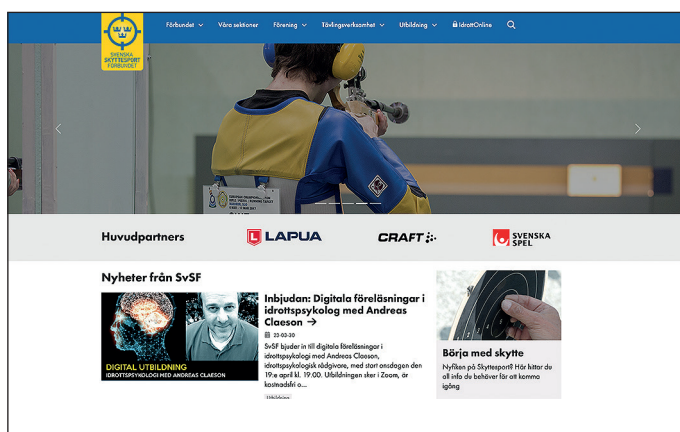 Förbundet Våra sektioner Förening Tävlingsverksamhet Utbildning IdrottOnline
SVENSKA
SKYTTESPORT
FÖRBUNDET
Huvudpartners
LAPUA
CRAFT
SVENSKA
SPEL
Nyheter från SvSF
DIGITAL UTBILDNING
IDROTTSPSYKOLOGI MED ANDREAS CLAESON
Inbjudan: Digitala föreläsningar i
idrottspsykolog med Andreas
Claeson →
23-03-30
SvSF bjuder in till digitala föreläsningar i
idrottspsykologi med Andreas Claeson,
idrottspsykologisk rådgivare, med start onsdagen den
19:e april kl. 19.00. Utbildningen sker i Zoom, är
kostnadsfri o...
Utbildning
Börja med skytte
Nyfiken på Skyttesport? Här hittar du
all info du behöver för att komma
igång